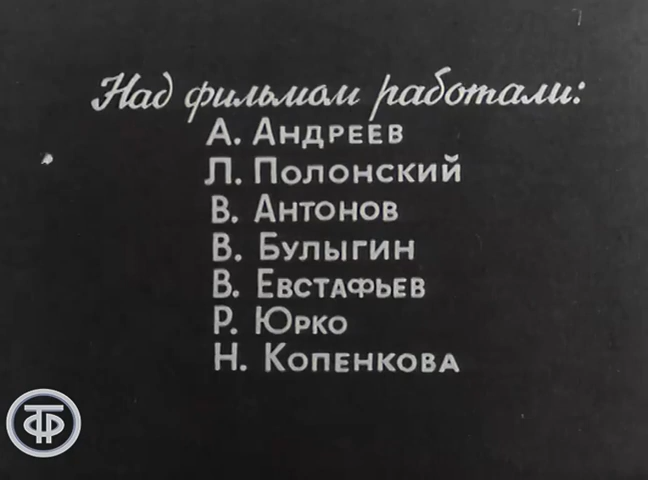 Над фильмом работали:
А. Андреев
Л. Полонский
В. Антонов
В. Булыгин
В. Евстафьев
Р. Юрко
Н. Копенкова